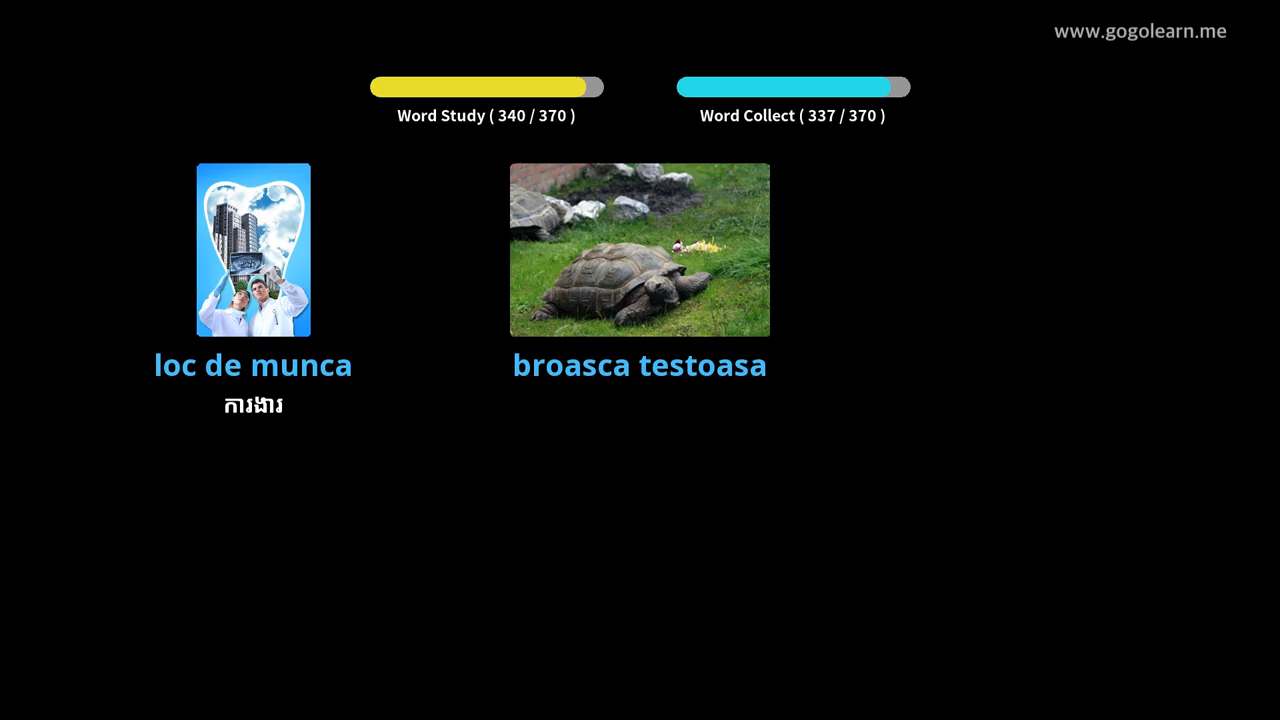 www.gogolearn.me
Word Study ( 340 / 370 )
Word Collect ( 337 / 370 )
loc de munca
ការងារ
broasca testoasa